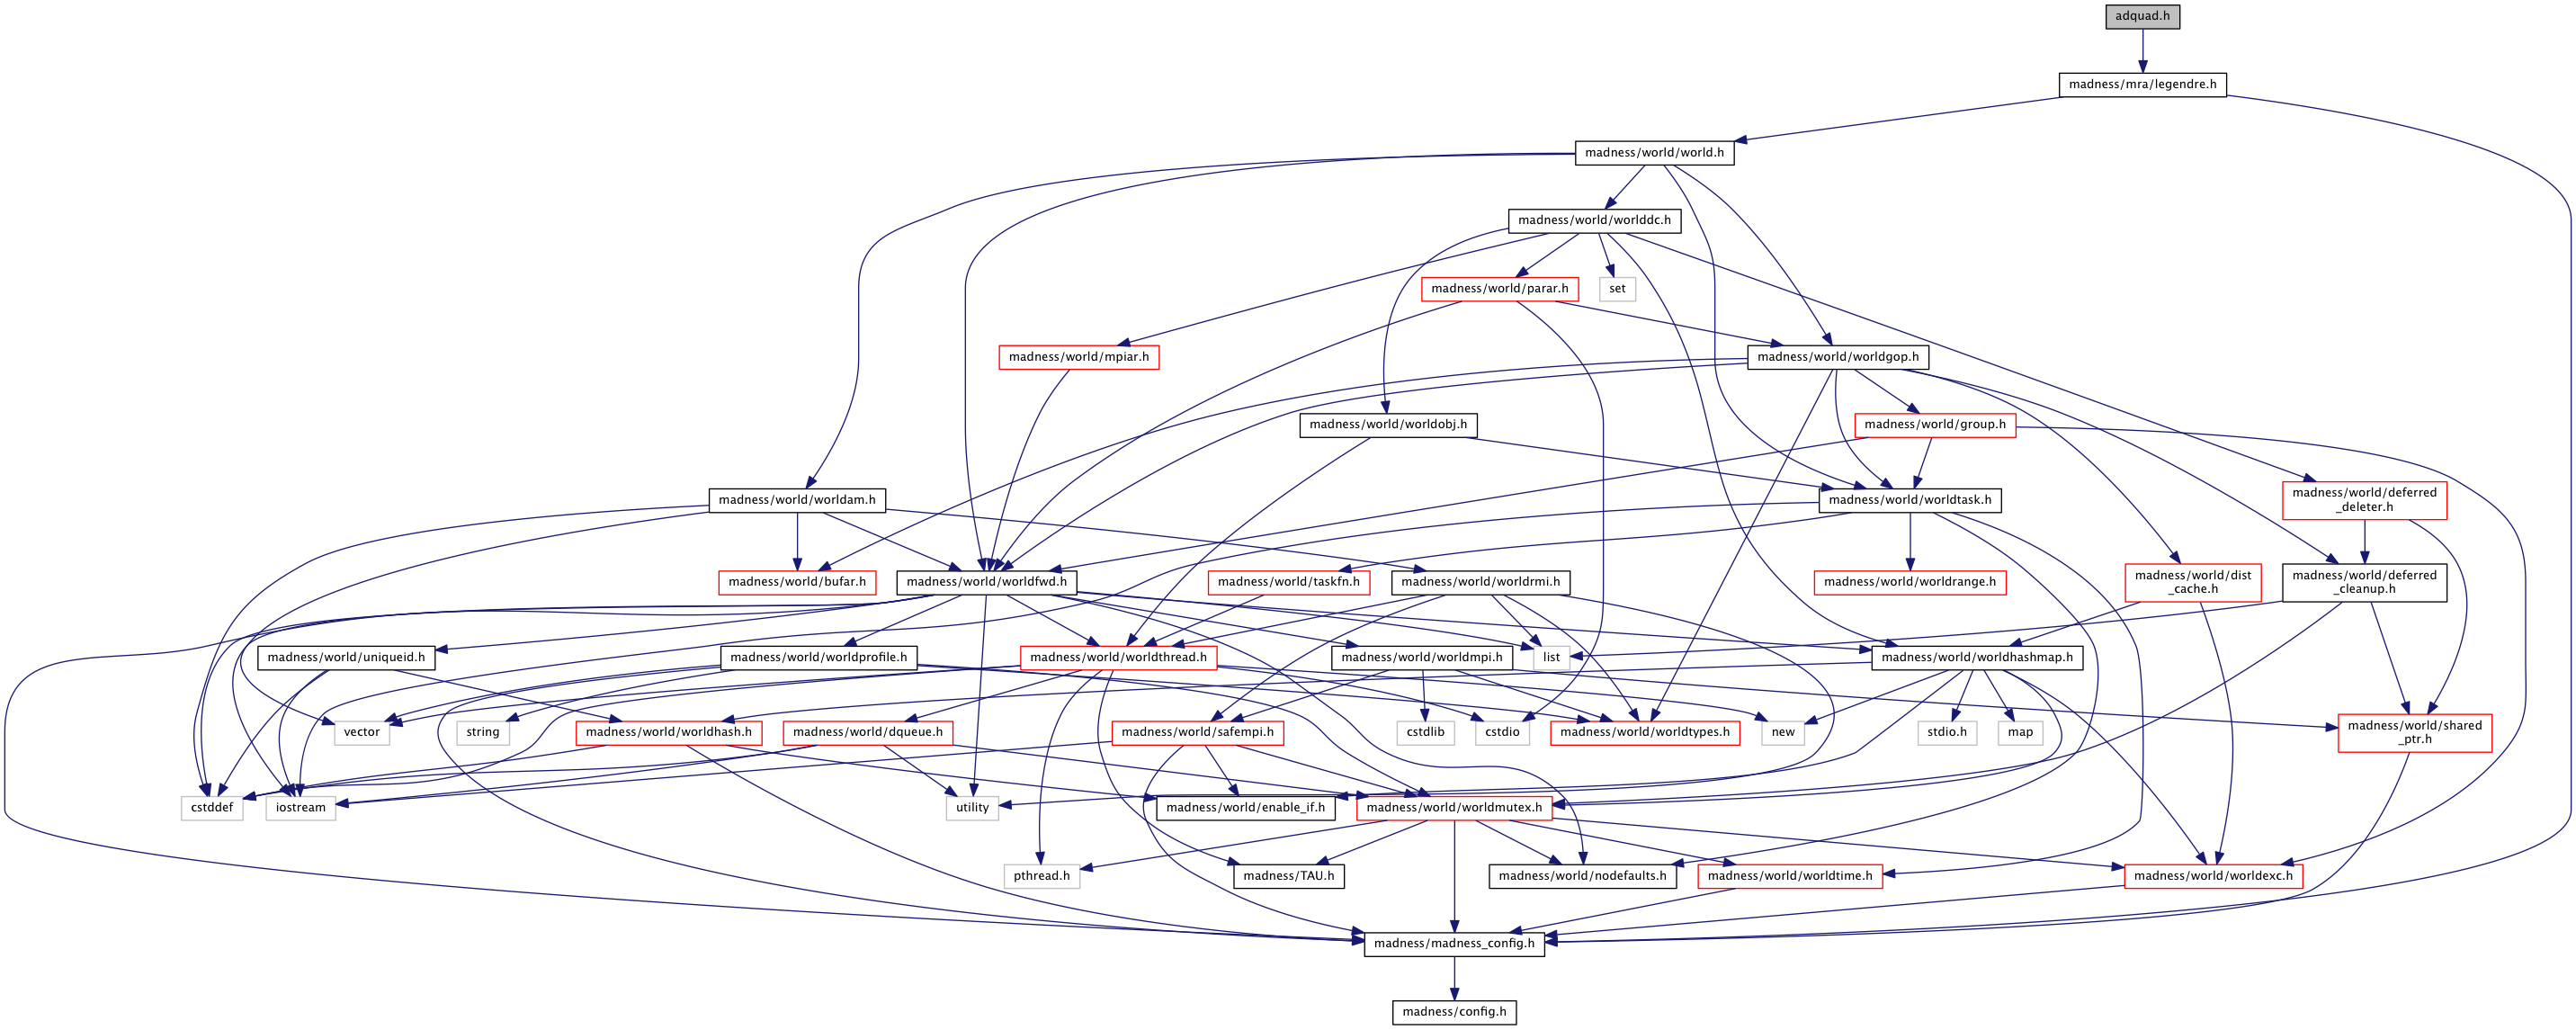 adquad.h
madness/mra/legendre.h
madness/world/world.h
madness/world/worlddc.h
madness/world/parar.h
set
madness/world/mpiar.h
madness/world/worldgop.h
madness/world/worldobj.h
madness/world/group.h
madness/world/worldam.h
madness/world/worldtask.h
madness/world/deferred
_deleter.h
madness/world/bufar.h
madness/world/worldfwd.h
madness/world/taskfn.h
madness/world/worldrmi.h
madness/world/worldrange.h
madness/world/dist
_cache.h
madness/world/deferred
_cleanup.h
madness/world/uniqueid.h
madness/world/worldprofile.h
madness/world/worldthread.h
madness/world/worldmpi.h
list
madness/world/worldhashmap.h
vector
string
madness/world/worldhash.h
madness/world/dqueue.h
madness/world/safempi.h
cstdlib
cstdio
madness/world/worldtypes.h
new
stdio.h
map
madness/world/shared
_ptr.h
cstddef
iostream
utility
madness/world/enable_if.h
madness/world/worldmutex.h
pthread.h
madness/TAU.h
madness/world/nodefaults.h
madness/world/worldtime.h
madness/world/worldexc.h
madness/madness_config.h
madness/config.h